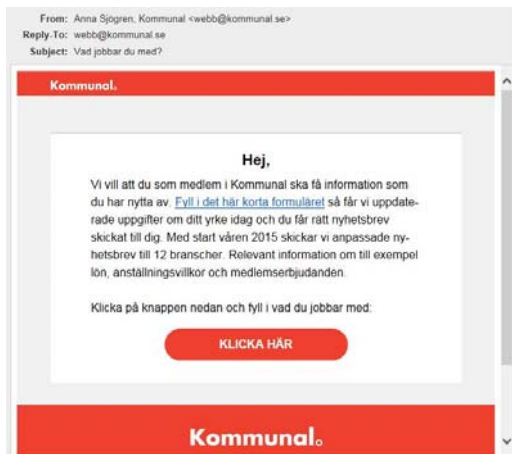 From: Anna Sjögren, Kommunal <webb@kommunal.se>
Reply-To: webb@kommunal.se
Subject: Vad jobbar du med?
Kommunal.
Hej,
Vi vill att du som medlem i Kommunal ska få information som
du har nytta av. Fyll i det här korta formuläret så får vi uppdate-
rade uppgifter om ditt yrke idag och du får rätt nyhetsbrev
skickat till dig. Med start våren 2015 skickar vi anpassade ny-
hetsbrev till 12 branscher. Relevant information om till exempel
lön, anställningsvillkor och medlemserbjudanden.
Klicka på knappen nedan och fyll i vad du jobbar med:
KLICKA HÄR
Kommunal.